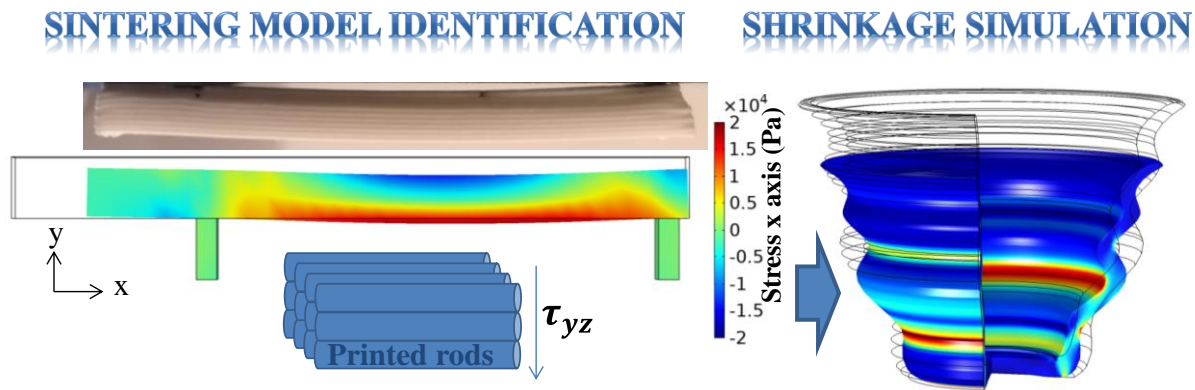 SINTERING MODEL IDENTIFICATION
SHRINKAGE SIMULATION
×10⁴
2
1.5
1
0.5
0
-0.5
-1
-1.5
-2
Stress x axis (Pa)
y
x
τyz
Printed rods